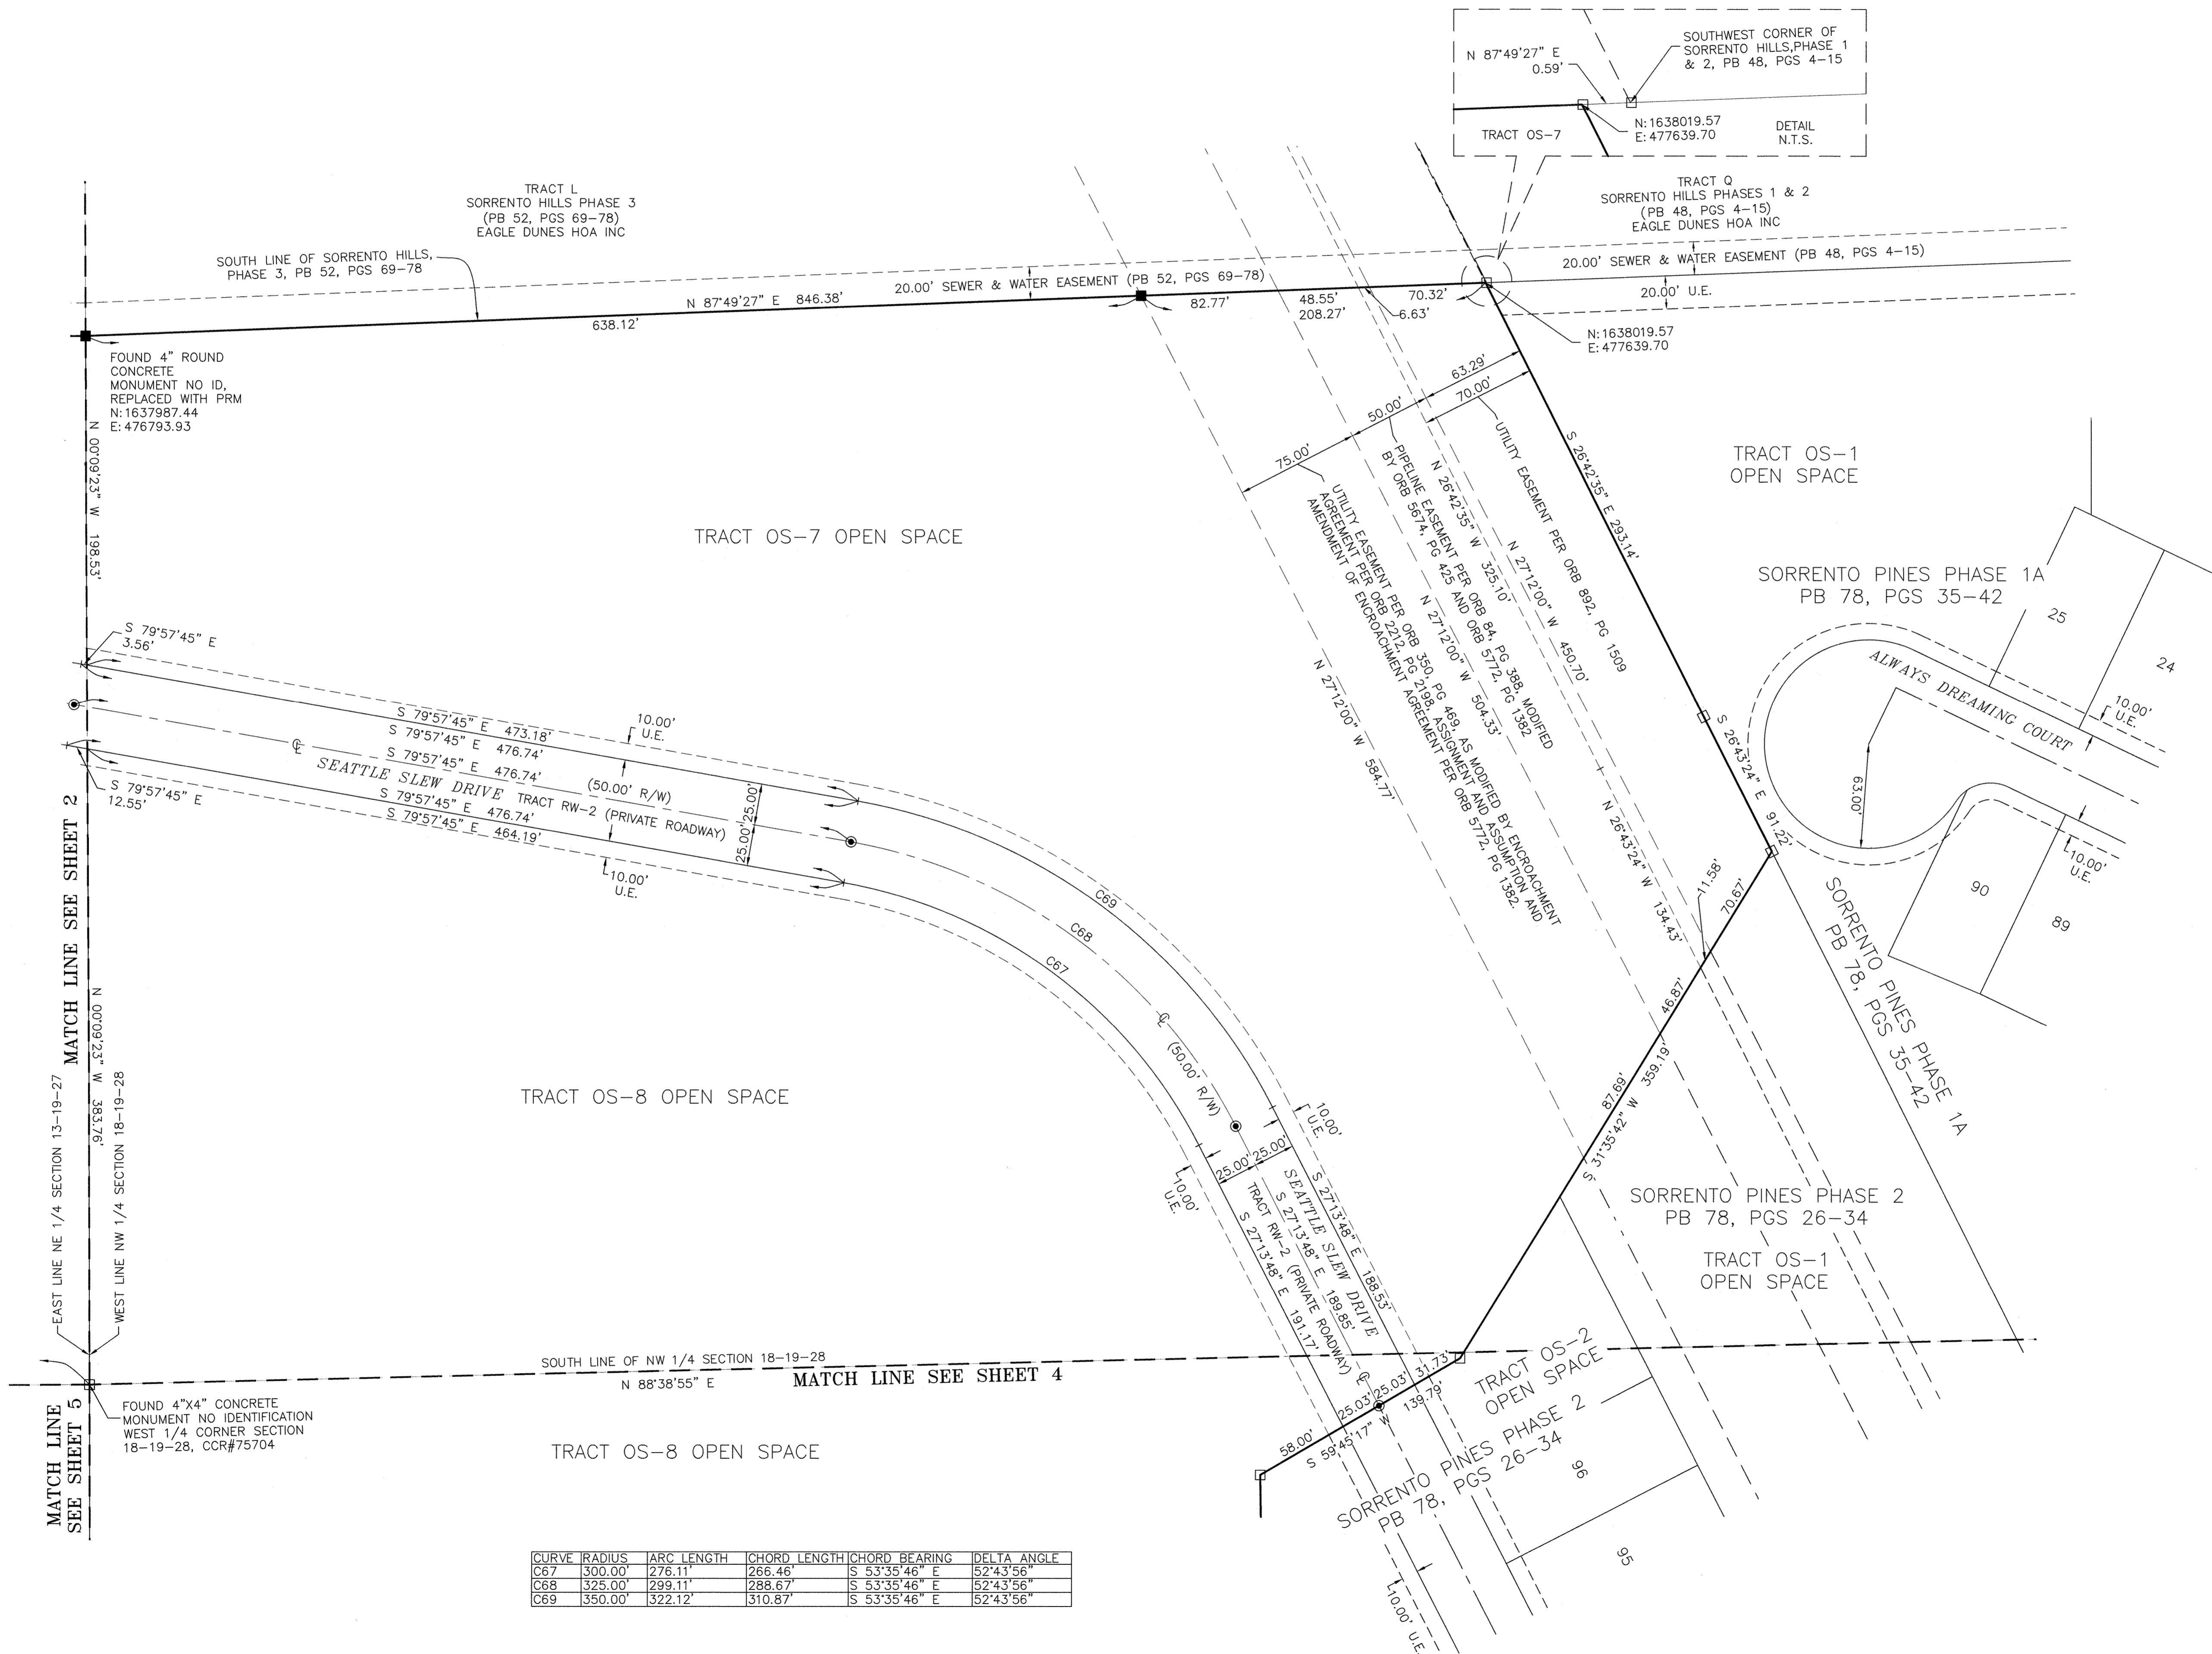 N 87°49'27" E
0.59'
SOUTHWEST CORNER OF
SORRENTO HILLS,PHASE 1
& 2, PB 48, PGS 4-15
N:1638019.57
E:477639.70
DETAIL
N.T.S.
TRACT OS-7
TRACT L
SORRENTO HILLS PHASE 3
(PB 52, PGS 69-78)
EAGLE DUNES HOA INC
TRACT Q
SORRENTO HILLS PHASES 1 & 2
(PB 48, PGS 4-15)
EAGLE DUNES HOA INC
SOUTH LINE OF SORRENTO HILLS,
PHASE 3, PB 52, PGS 69-78
20.00' SEWER & WATER EASEMENT (PB 52, PGS 69-78)
20.00' SEWER & WATER EASEMENT (PB 48, PGS 4-15)
20.00' U.E.
N 87°49'27" E 846.38'
638.12'
82.77'
48.55'
208.27'
6.63'
70.32'
N:1638019.57
E:477639.70
FOUND 4" ROUND
CONCRETE
MONUMENT NO ID,
REPLACED WITH PRM
N:1637987.44
E:476793.93
N 00°09'23" W 198.53'
63.29'
70.00'
50.00'
75.00'
UTILITY EASEMENT PER ORB 892, PG 1509
S 26°42'35" E 293.14'
PIPELINE EASEMENT PER ORB 84, PG 388, MODIFIED
BY ORB 5674, PG 425 AND ORB 5772, PG 1382
UTILITY EASEMENT PER ORB 350, PG 469, AS MODIFIED BY ENCROACHMENT
AGREEMENT PER ORB 2212, PG 2198, ASSIGNMENT AND ASSUMPTION AND
AMENDMENT OF ENCROACHMENT AGREEMENT PER ORB 5772, PG 1382.
N 26°42'35" W 325.10'
N 27°12'00" W 450.70'
N 27°12'00" W 504.33'
N 27°12'00" W 584.77'
N 26°43'24" W 134.43'
S 26°43'24" E 91.22'
TRACT OS-7 OPEN SPACE
TRACT OS-1
OPEN SPACE
SORRENTO PINES PHASE 1A
PB 78, PGS 35-42
25
24
ALWAYS DREAMING COURT
10.00'
U.E.
63.00'
10.00'
U.E.
90
89
SORRENTO PINES PHASE 1A
PB 78, PGS 35-42
S 79°57'45" E
3.56'
S 79°57'45" E 473.18'
S 79°57'45" E 476.74'
S 79°57'45" E 476.74'
SEATTLE SLEW DRIVE TRACT RW-2 (PRIVATE ROADWAY)
(50.00' R/W)
S 79°57'45" E 476.74'
S 79°57'45" E 464.19'
10.00'
U.E.
25.00'
25.00'
10.00'
U.E.
S 79°57'45" E
12.55'
C69
C68
C67
(50.00' R/W)
11.58'
70.67'
46.87'
87.69'
S 31°35'42" W 359.19'
MATCH LINE SEE SHEET 2
N 00°09'23" W 383.76'
EAST LINE NE 1/4 SECTION 13-19-27
WEST LINE NW 1/4 SECTION 18-19-28
TRACT OS-8 OPEN SPACE
10.00'
U.E.
25.00' 25.00'
10.00'
U.E.
S 27°13'48" E 188.53'
SEATTLE SLEW DRIVE
S 27°13'48" E 189.85'
TRACT RW-2 (PRIVATE ROADWAY)
S 27°13'48" E 191.17'
SORRENTO PINES PHASE 2
PB 78, PGS 26-34
TRACT OS-1
OPEN SPACE
SOUTH LINE OF NW 1/4 SECTION 18-19-28
N 88°38'55" E
MATCH LINE SEE SHEET 4
FOUND 4"X4" CONCRETE
MONUMENT NO IDENTIFICATION
WEST 1/4 CORNER SECTION
18-19-28, CCR#75704
MATCH LINE
SEE SHEET 5
TRACT OS-8 OPEN SPACE
58.00'
25.03'
25.03'
31.73'
S 59°45'17" W 139.79'
TRACT OS-2
OPEN SPACE
SORRENTO PINES PHASE 2
PB 78, PGS 26-34
96
95
10.00' U.E.
CURVE RADIUS ARC LENGTH CHORD LENGTH CHORD BEARING DELTA ANGLE
C67 300.00' 276.11' 266.46' S 53°35'46" E 52°43'56"
C68 325.00' 299.11' 288.67' S 53°35'46" E 52°43'56"
C69 350.00' 322.12' 310.87' S 53°35'46" E 52°43'56"